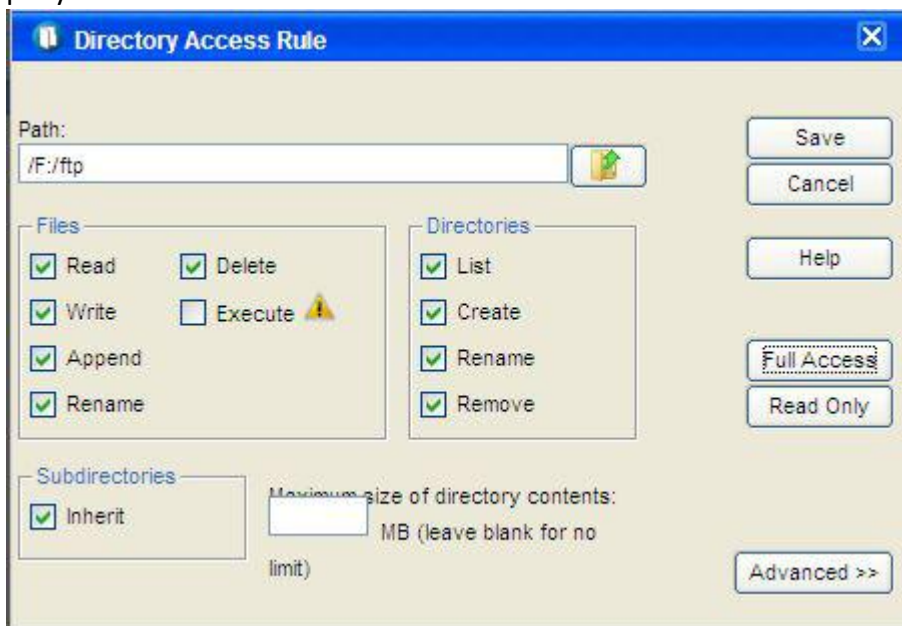 Directory Access Rule
Path:
/F:/ftp
Save
Cancel
Files
Read
Delete
Write
Execute
Append
Rename
Directories
List
Create
Rename
Remove
Help
Full Access
Read Only
Subdirectories
Inherit
Maximum size of directory contents:
MB (leave blank for no
limit)
Advanced >>